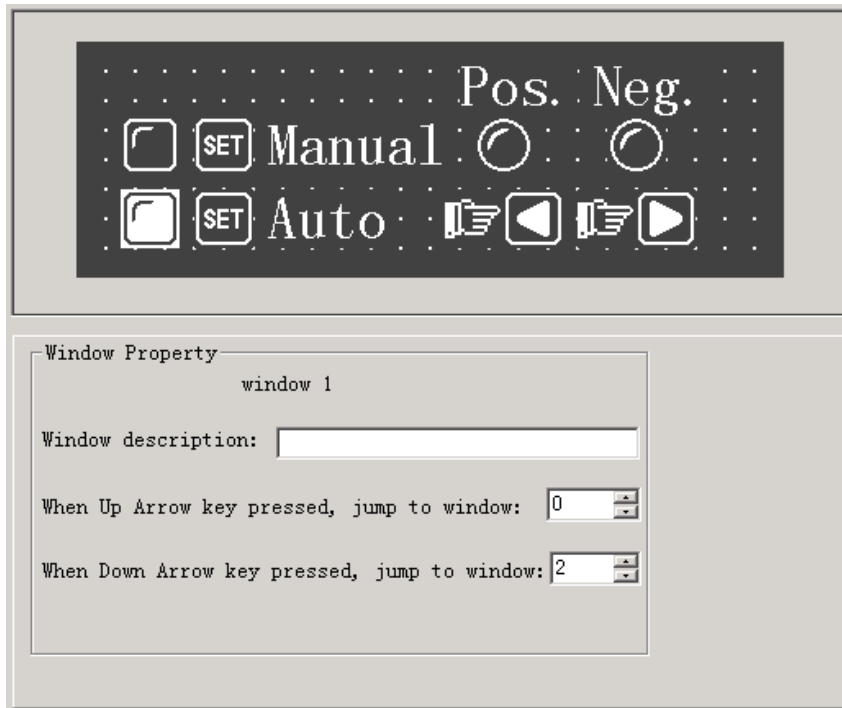 Pos. Neg.
SET Manual
SET Auto
Window Property
window 1
Window description:
When Up Arrow key pressed, jump to window: 0
When Down Arrow key pressed, jump to window: 2